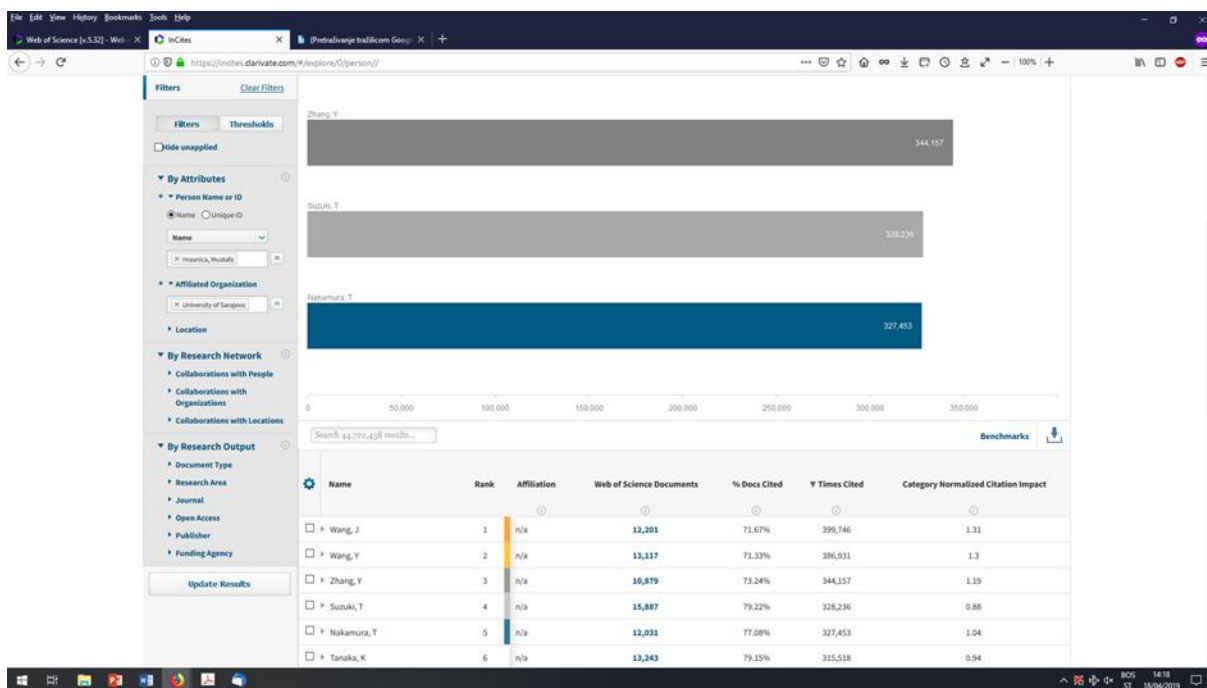 File Edit View History Bookmarks Tools Help
Web of Science [v.5.32] - Web
InCites
(Pretraživanje tražilicom Goog
https://incites.clarivate.com/#/explore/0/person//
100%
Filters Clear Filters
Filters Thresholds
Hide unapplied
By Attributes
Person Name or ID
Name Unique ID
Name
Mustafa
Affiliated Organization
University of Sarajevo
Location
By Research Network
Collaborations with People
Collaborations with
Organizations
Collaborations with Locations
By Research Output
Document Type
Research Area
Journal
Open Access
Publisher
Funding Agency
Update Results
Zhang, Y
344,157
Suzuki, T
328,236
Nakamura, T
327,453
0 50,000 100,000 150,000 200,000 250,000 300,000 350,000
Search 44,722,438 results...
Benchmarks
Name Rank Affiliation Web of Science Documents % Docs Cited Times Cited Category Normalized Citation Impact
Wang, J 1 n/a 12,201 71.67% 399,746 1.31
Wang, Y 2 n/a 13,117 71.33% 386,931 1.3
Zhang, Y 3 n/a 10,879 73.24% 344,157 1.19
Suzuki, T 4 n/a 15,887 79.22% 328,236 0.88
Nakamura, T 5 n/a 12,031 77.08% 327,453 1.04
Tanaka, K 6 n/a 13,243 79.15% 315,518 0.94
BOS 14:18
ST 18/04/2019